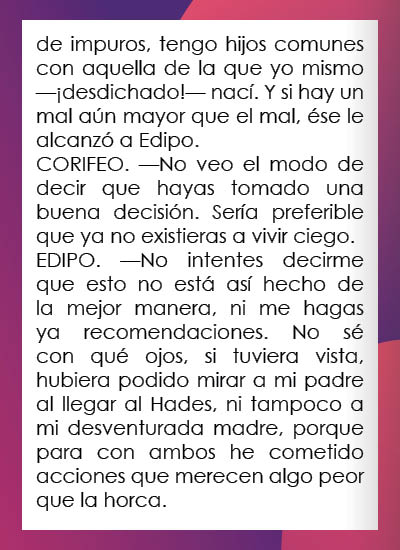 de impuros, tengo hijos comunes
con aquella de la que yo mismo
—¡desdichado!— nací. Y si hay un
mal aún mayor que el mal, ése le
alcanzó a Edipo.
CORIFEO. —No veo el modo de
decir que hayas tomado una
buena decisión. Sería preferible
que ya no existieras a vivir ciego.
EDIPO. —No intentes decirme
que esto no está así hecho de
la mejor manera, ni me hagas
ya recomendaciones. No sé
con qué ojos, si tuviera vista,
hubiera podido mirar a mi padre
al llegar al Hades, ni tampoco a
mi desventurada madre, porque
para con ambos he cometido
acciones que merecen algo peor
que la horca.